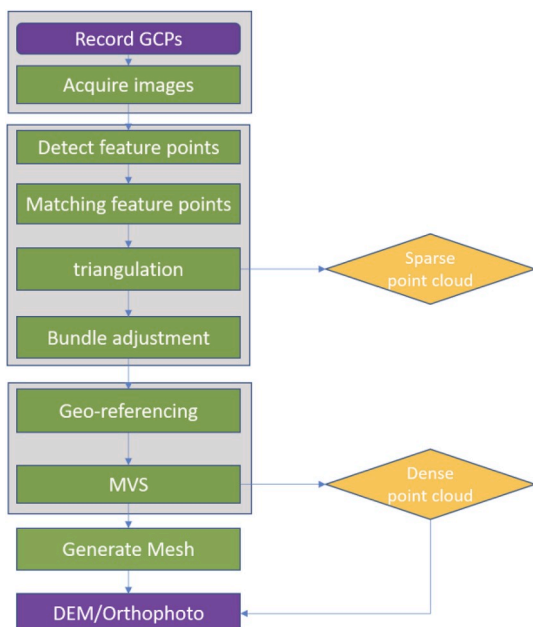 Record GCPs
Acquire images
Detect feature points
Matching feature points
triangulation
Sparse
point cloud
Bundle adjustment
Geo-referencing
MVS
Dense
point cloud
Generate Mesh
DEM/Orthophoto